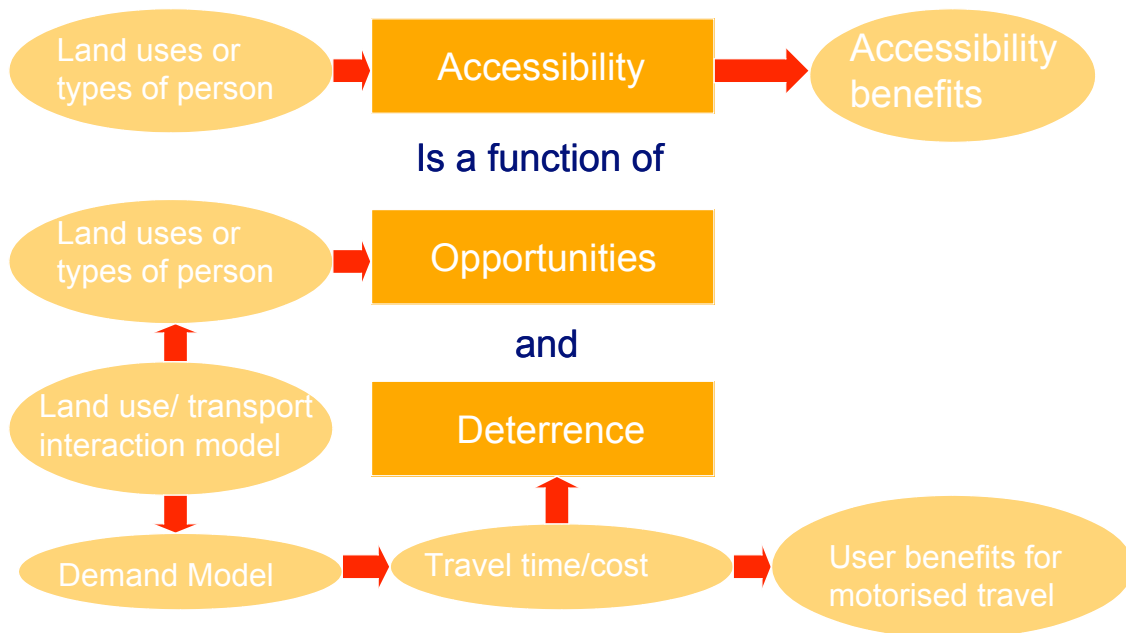 Land uses or
types of person
Accessibility
Accessibility
benefits
Is a function of
Land uses or
types of person
Opportunities
and
Land use/ transport
interaction model
Deterrence
Demand Model
Travel time/cost
User benefits for
motorised travel